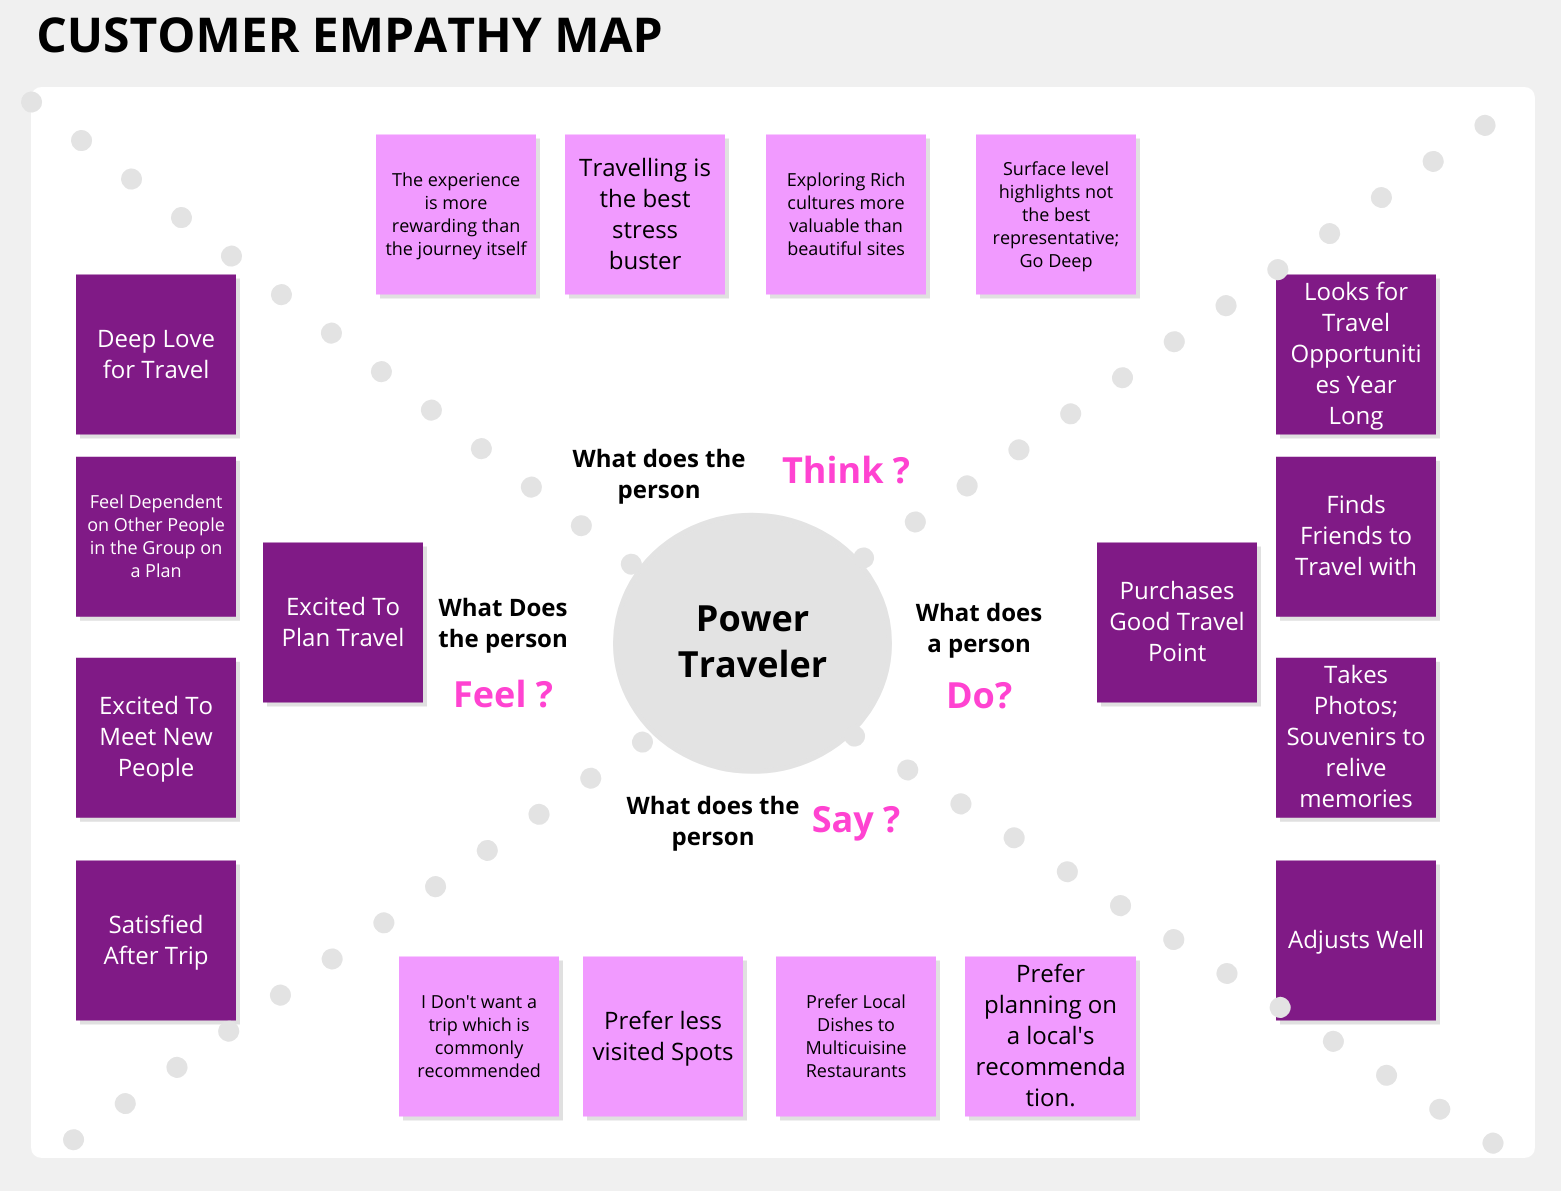 CUSTOMER EMPATHY MAP
The experience
is more
rewarding than
the journey itself
Travelling is
the best
stress
buster
Exploring Rich
cultures more
valuable than
beautiful sites
Surface level
highlights not
the best
representative;
Go Deep
Deep Love
for Travel
Feel Dependent
on Other People
in the Group on
a Plan
Excited To
Meet New
People
Satisfied
After Trip
Excited To
Plan Travel
What Does
the person
Feel ?
What does the
person
Think ?
Power
Traveler
What does
a person
Do?
What does the
person
Say ?
Purchases
Good Travel
Point
Looks for
Travel
Opportuniti
es Year
Long
Finds
Friends to
Travel with
Takes
Photos;
Souvenirs to
relive
memories
Adjusts Well
I Don't want a
trip which is
commonly
recommended
Prefer less
visited Spots
Prefer Local
Dishes to
Multicuisine
Restaurants
Prefer
planning on
a local's
recommenda
tion.